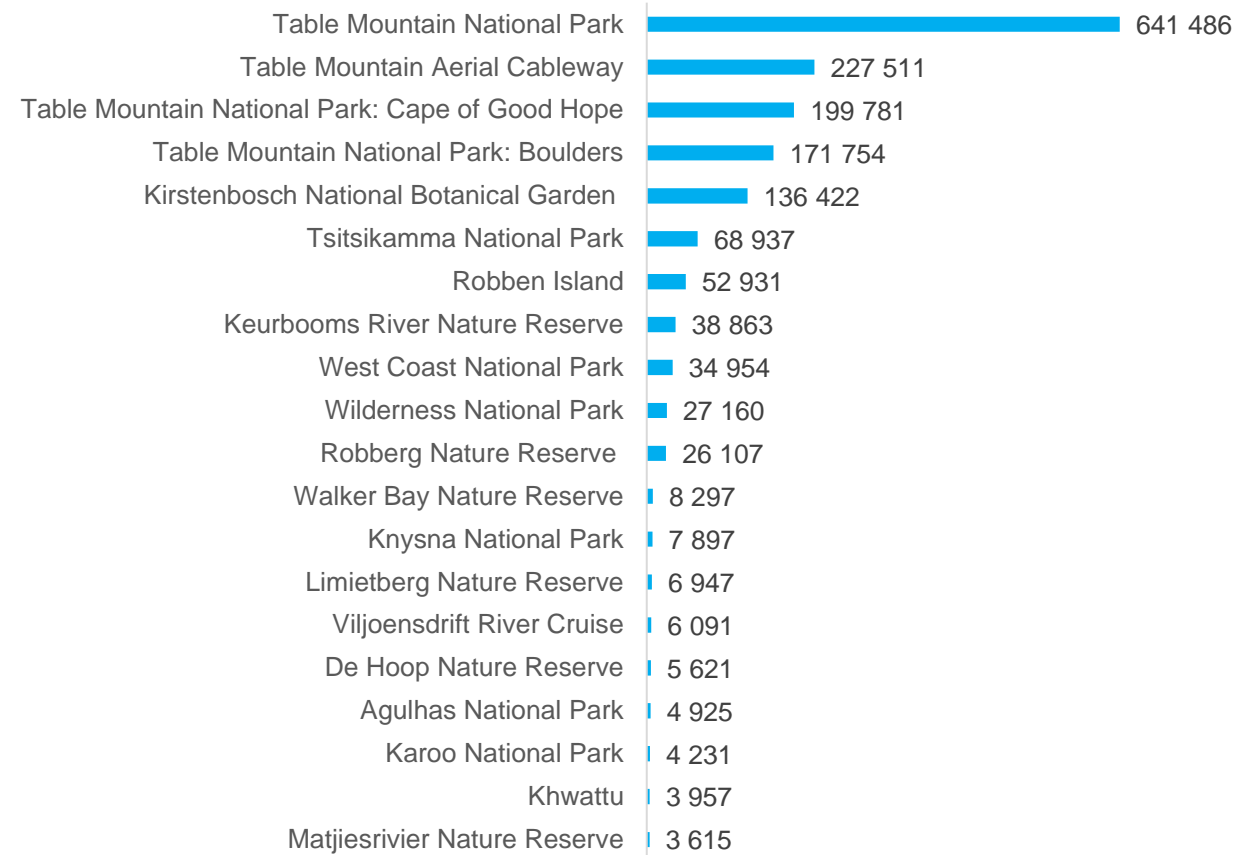 Table Mountain National Park 641 486
Table Mountain Aerial Cableway 227 511
Table Mountain National Park: Cape of Good Hope 199 781
Table Mountain National Park: Boulders 171 754
Kirstenbosch National Botanical Garden 136 422
Tsitsikamma National Park 68 937
Robben Island 52 931
Keurbooms River Nature Reserve 38 863
West Coast National Park 34 954
Wilderness National Park 27 160
Robberg Nature Reserve 26 107
Walker Bay Nature Reserve 8 297
Knysna National Park 7 897
Limietberg Nature Reserve 6 947
Viljoensdrift River Cruise 6 091
De Hoop Nature Reserve 5 621
Agulhas National Park 4 925
Karoo National Park 4 231
Khwattu 3 957
Matjiesrivier Nature Reserve 3 615